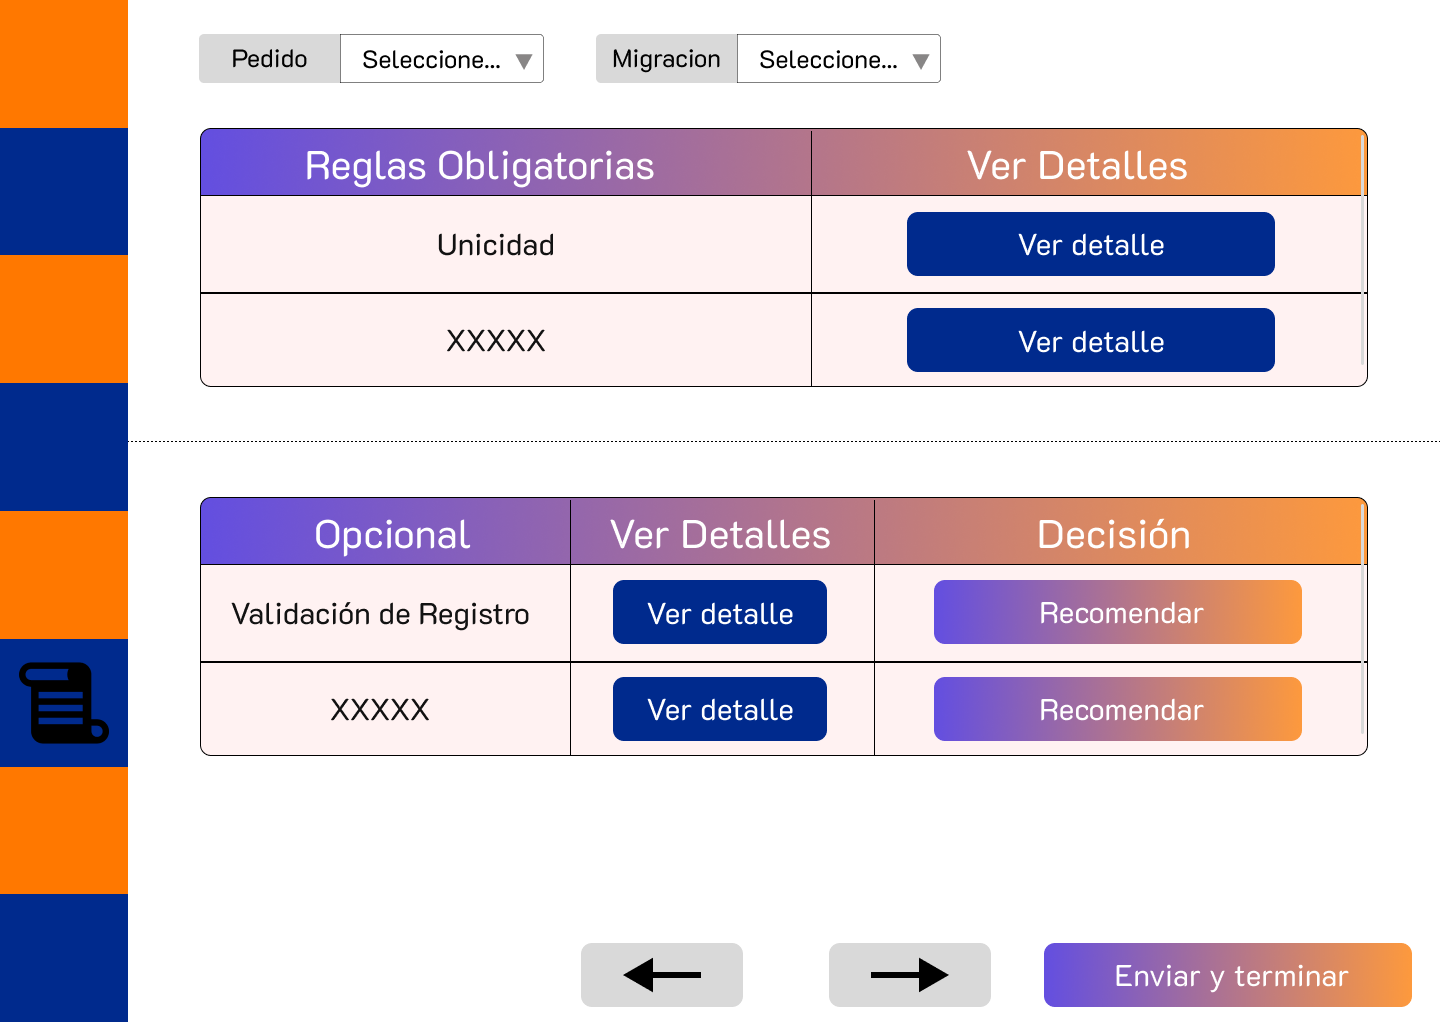 Pedido Seleccione... Migracion Seleccione...
Reglas Obligatorias Ver Detalles
Unicidad Ver detalle
XXXXX Ver detalle
Opcional Ver Detalles Decisión
Validación de Registro Ver detalle Recomendar
XXXXX Ver detalle Recomendar
Enviar y terminar